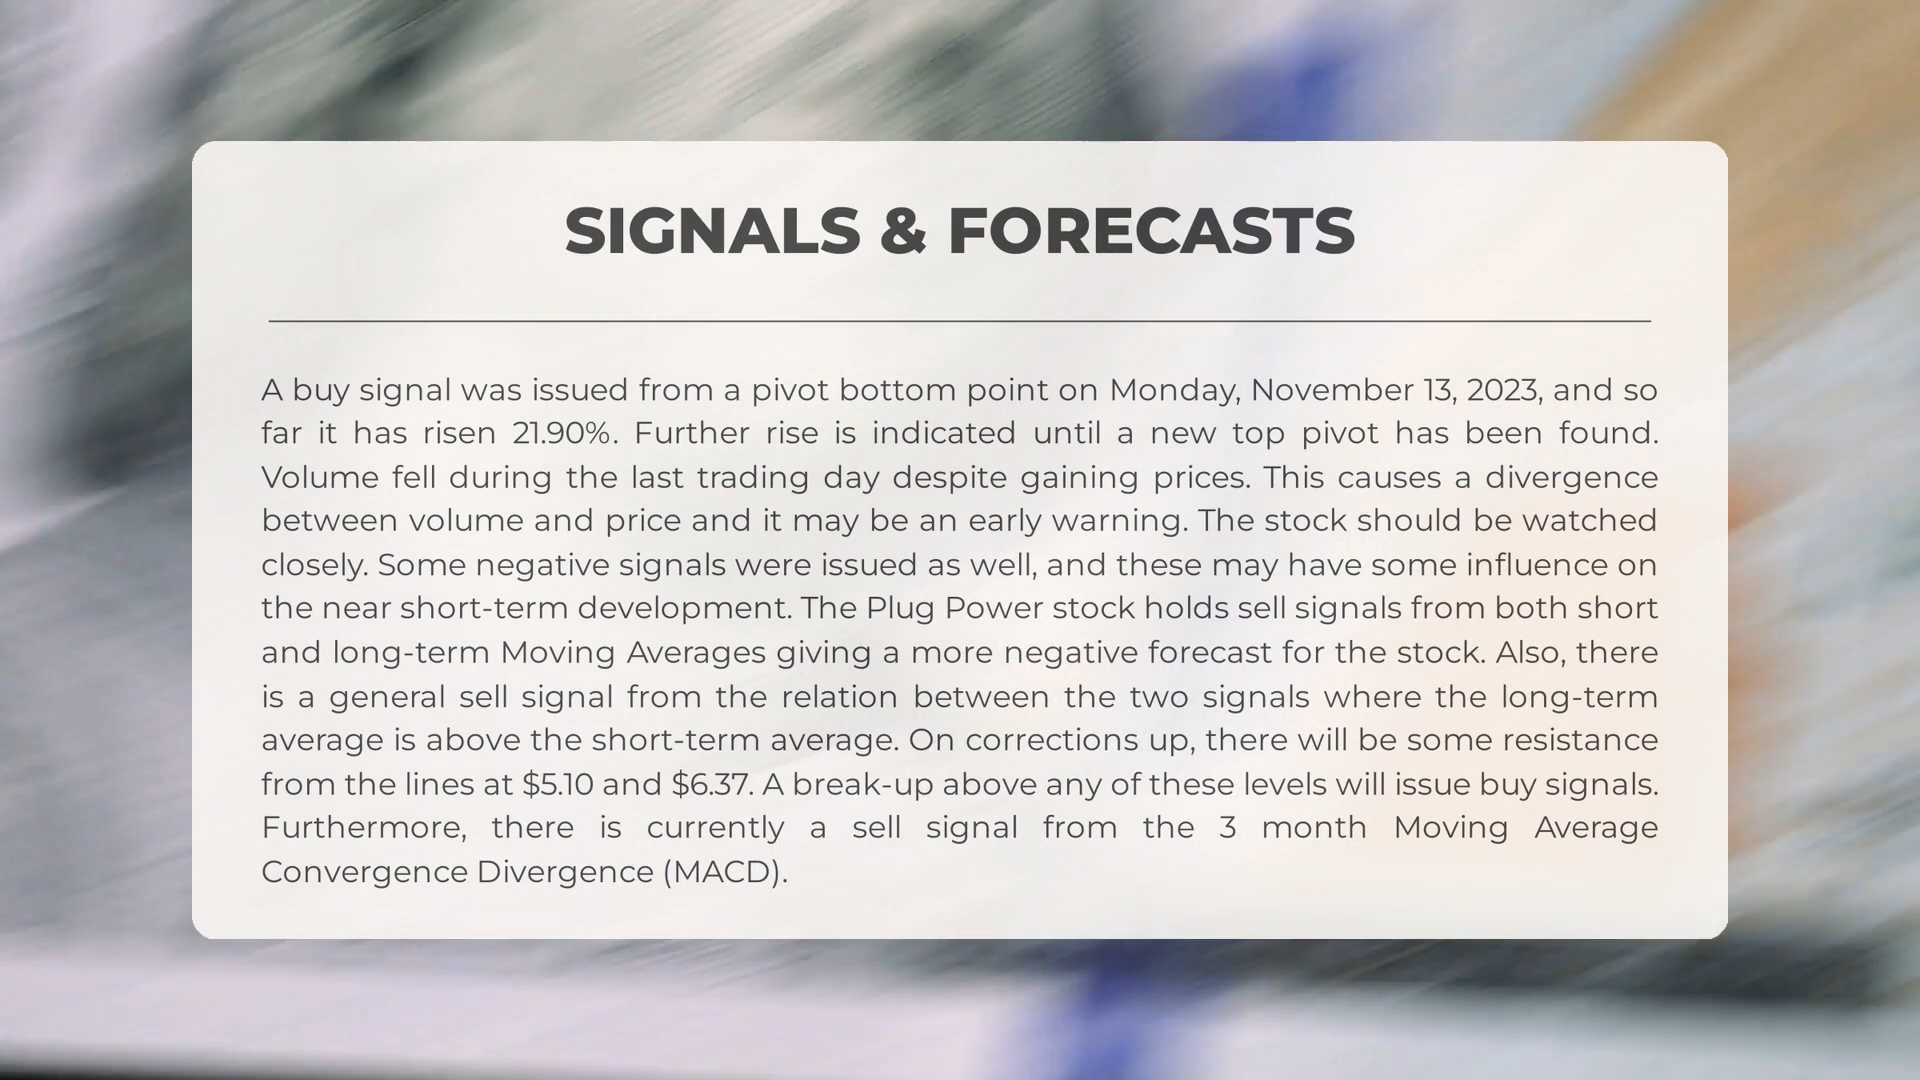 SIGNALS & FORECASTS
A buy signal was issued from a pivot bottom point on Monday, November 13, 2023, and so
far it has risen 21.90%. Further rise is indicated until a new top pivot has been found.
Volume fell during the last trading day despite gaining prices. This causes a divergence
between volume and price and it may be an early warning. The stock should be watched
closely. Some negative signals were issued as well, and these may have some influence on
the near short-term development. The Plug Power stock holds sell signals from both short
and long-term Moving Averages giving a more negative forecast for the stock. Also, there
is a general sell signal from the relation between the two signals where the long-term
average is above the short-term average. On corrections up, there will be some resistance
from the lines at $5.10 and $6.37. A break-up above any of these levels will issue buy signals.
Furthermore, there is currently a sell signal from the 3 month Moving Average
Convergence Divergence (MACD).